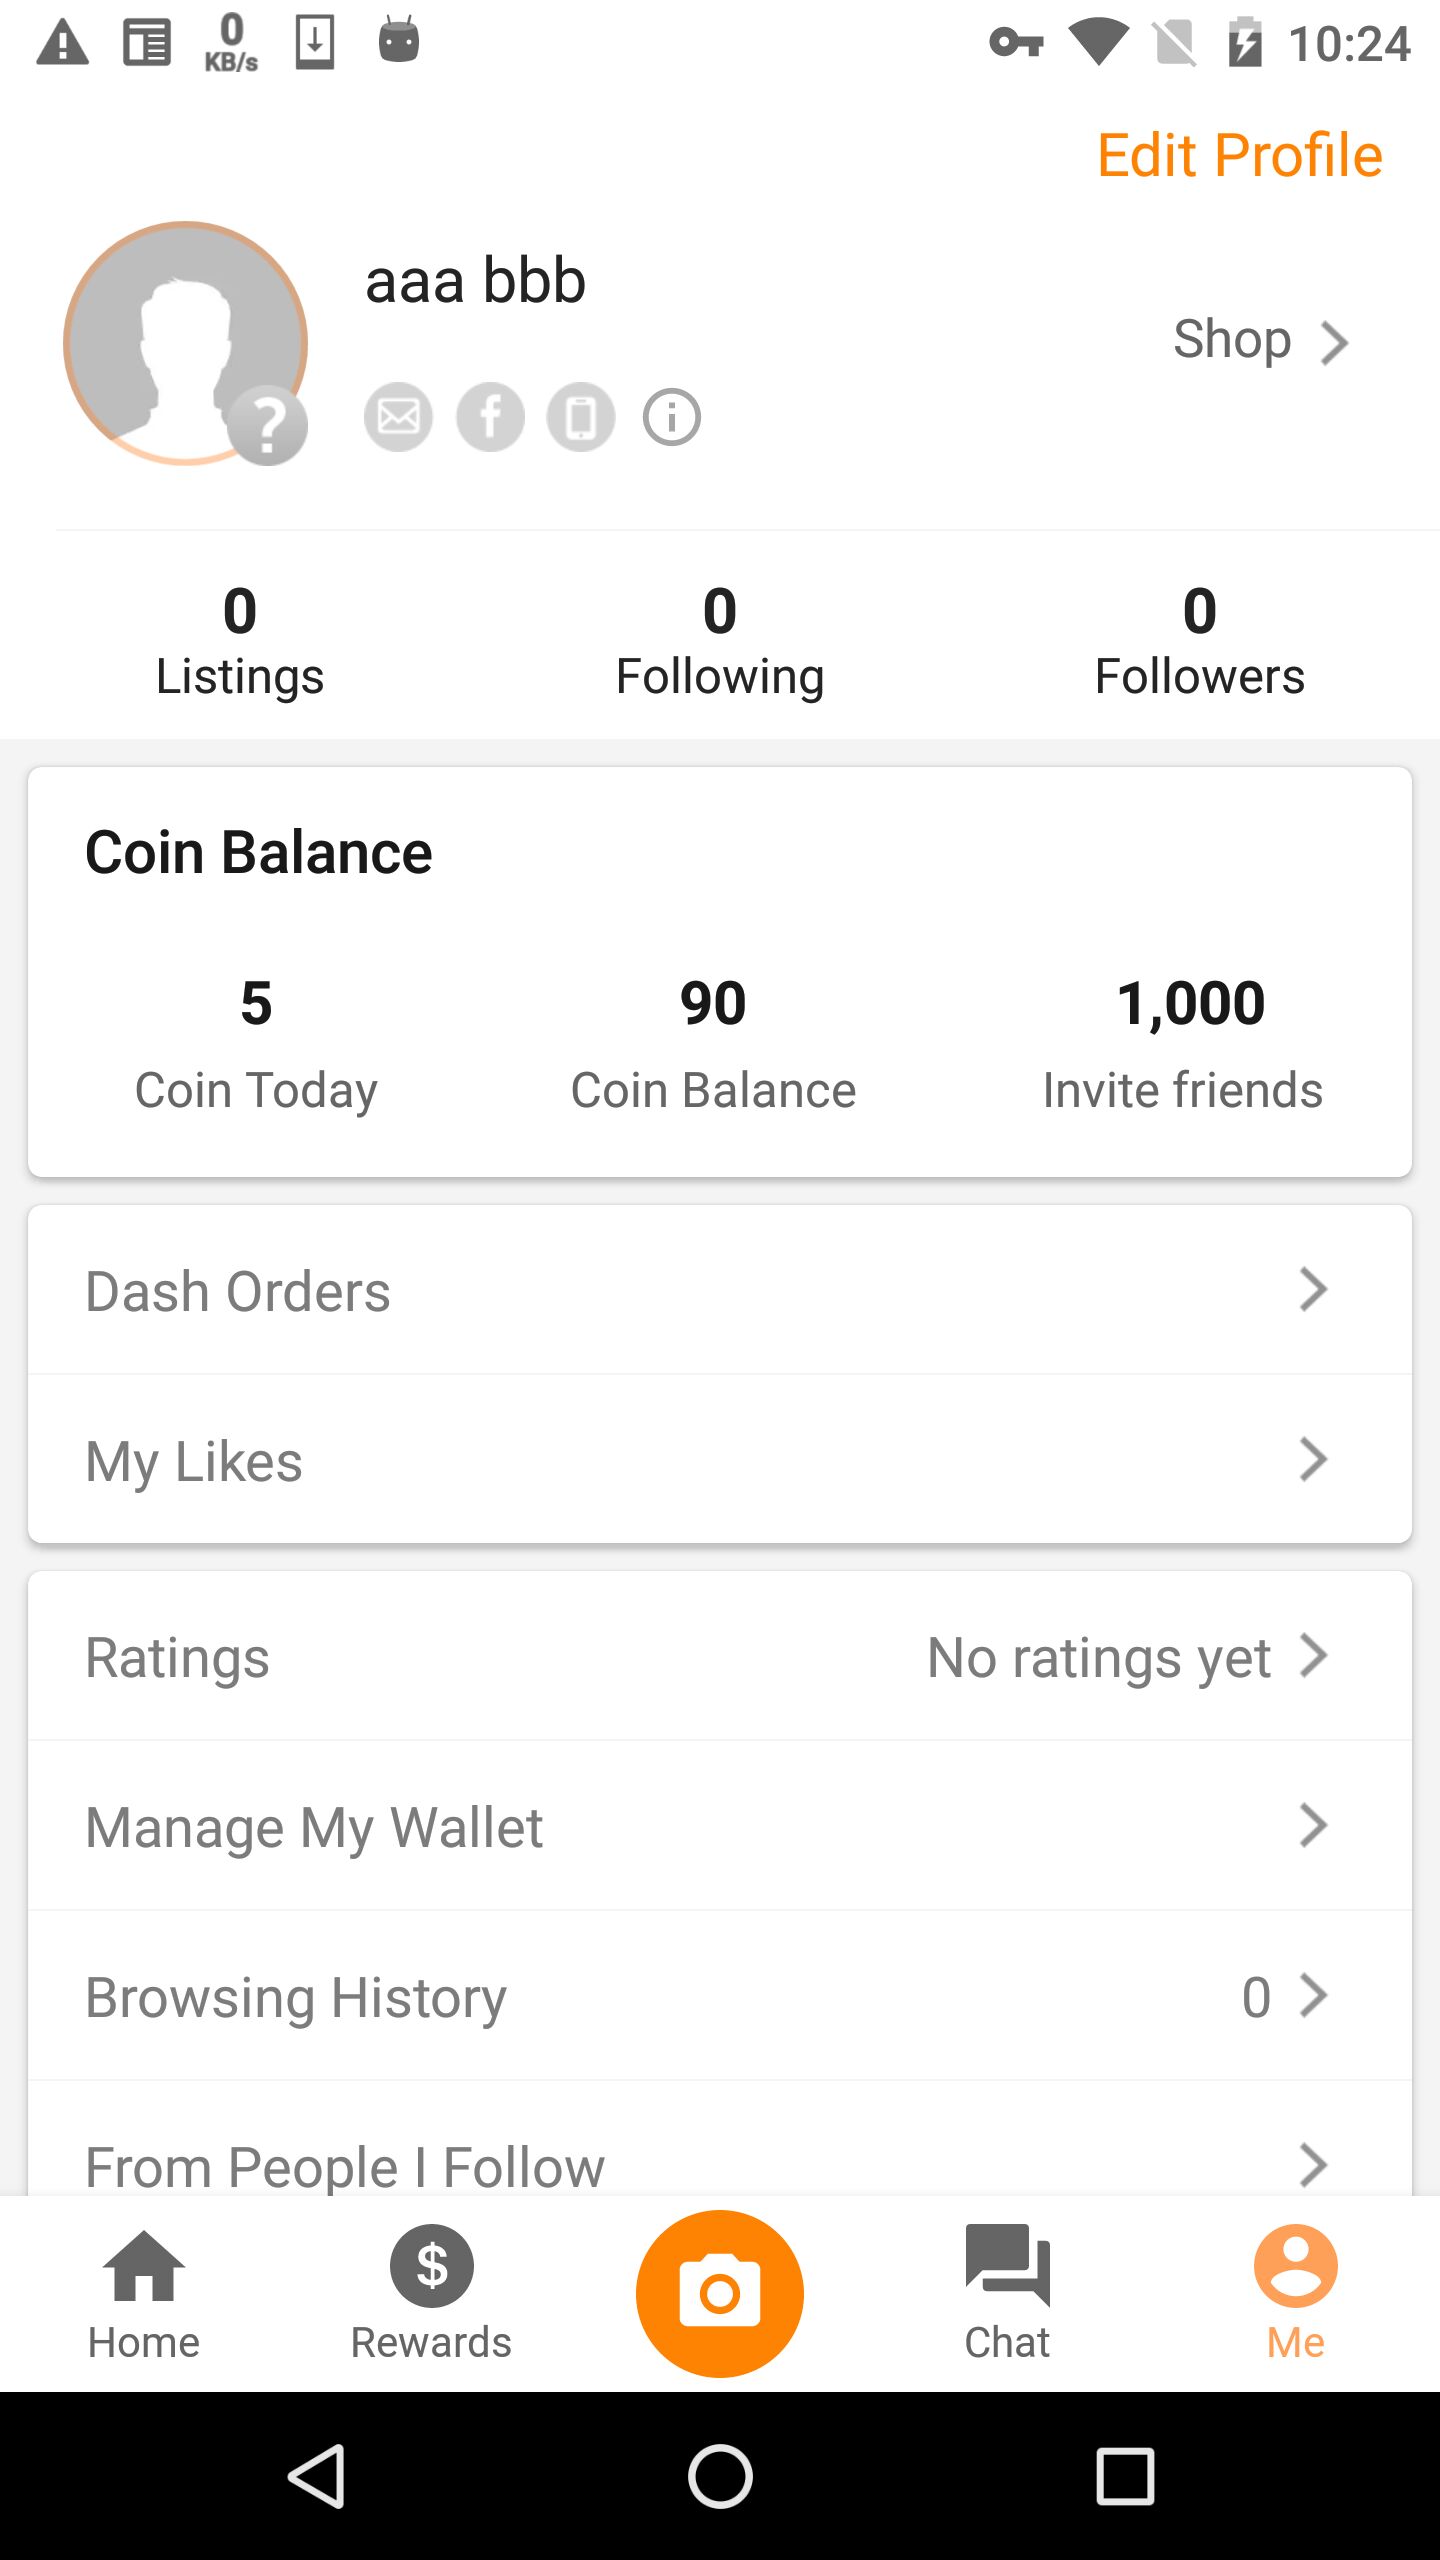 0
KB/s
10:24
Edit Profile
aaa bbb
Shop
0 0 0
Listings Following Followers
Coin Balance
5 90 1,000
Coin Today Coin Balance Invite friends
Dash Orders
My Likes
Ratings No ratings yet
Manage My Wallet
Browsing History 0
From People I Follow
Home Rewards Chat Me